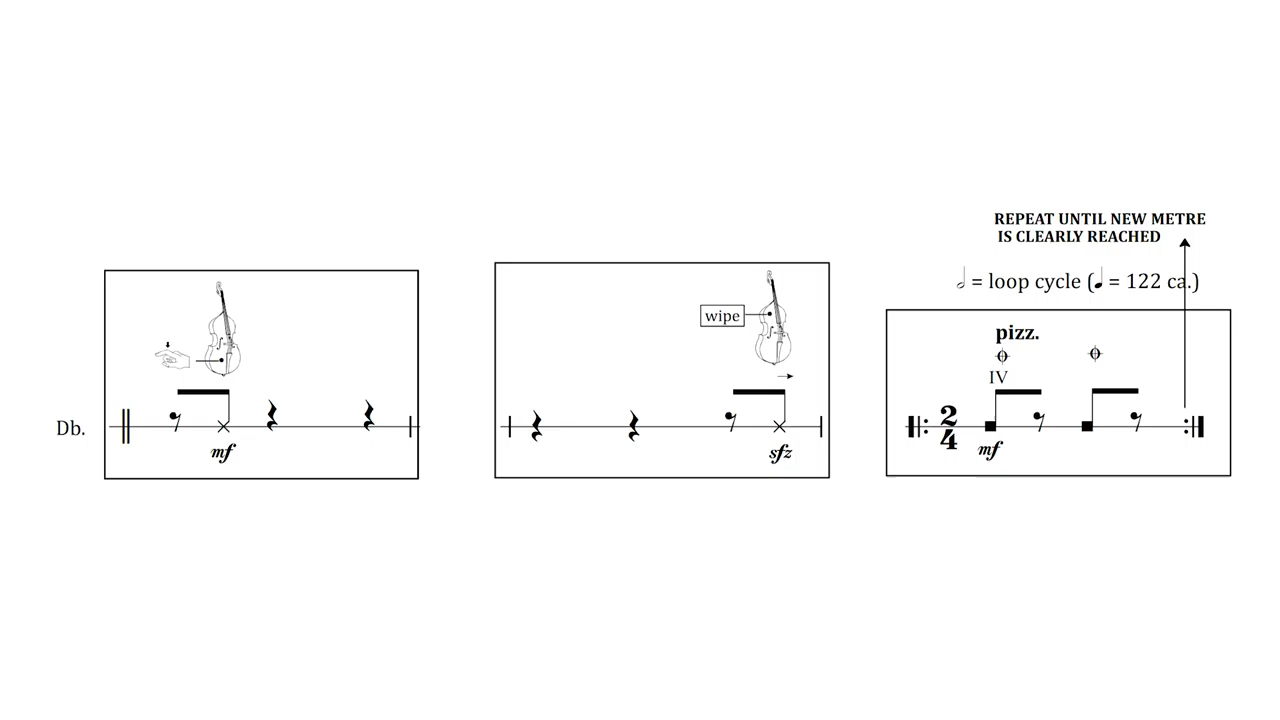 REPEAT UNTIL NEW METRE
IS CLEARLY REACHED
= loop cycle ( = 122 ca.)
wipe
pizz.
IV
Db.
2
4
mf
sfz
mf